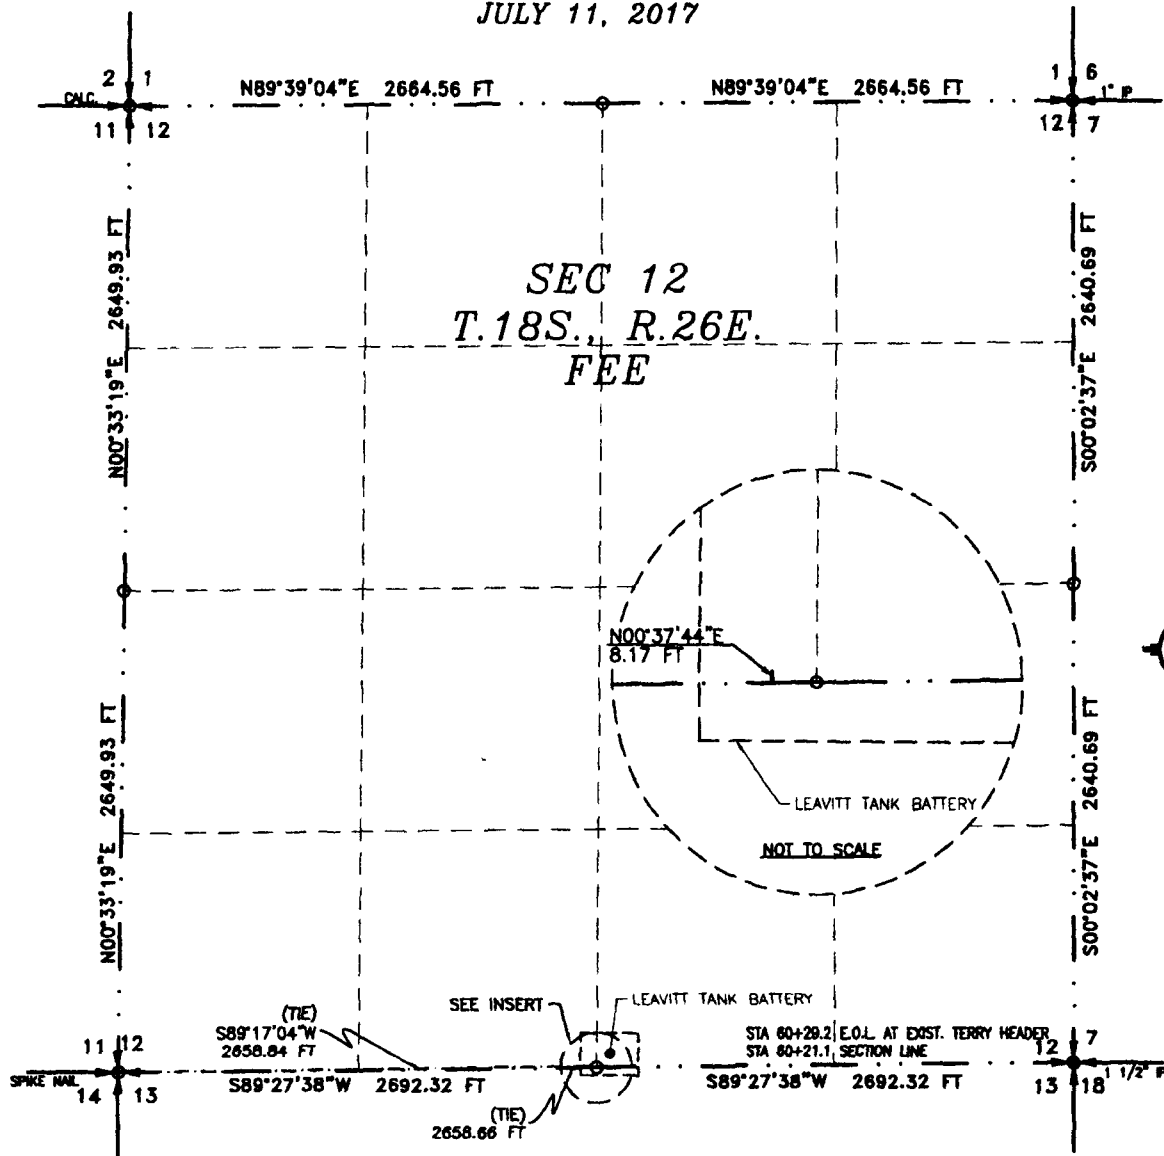 JULY 11, 2017
2 1
N89°39'04"E 2664.56 FT
N89°39'04"E 2664.56 FT
1 6
CALC.
1" IP
11 12
12 7
N00°33'19"E 2649.93 FT
S00°02'37"E 2640.69 FT
SEC 12
T.18S., R.26E.
FEE
N00°37'44"E
8.17 FT
N00°33'19"E 2649.93 FT
S00°02'37"E 2640.69 FT
LEAVITT TANK BATTERY
NOT TO SCALE
SEE INSERT
LEAVITT TANK BATTERY
(TIE)
S89°17'04"W
2658.84 FT
STA 60+29.2 E.O.L. AT EXIST. TERRY HEADER
STA 60+21.1 SECTION LINE
11 12
12 7
SPIKE NAIL
14 13
S89°27'38"W 2692.32 FT
S89°27'38"W 2692.32 FT
13 18
1 1/2"
(TIE)
2658.66 FT